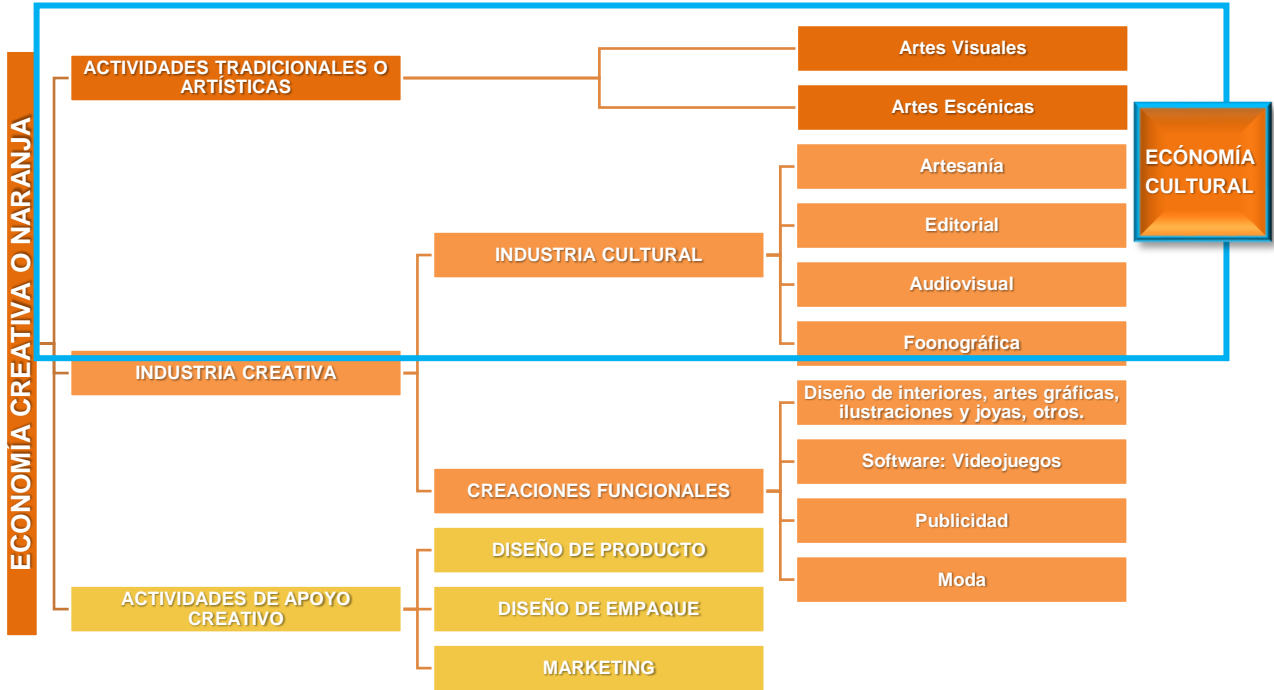 ECONOMÍA CREATIVA O NARANJA
ACTIVIDADES TRADICIONALES O
ARTÍSTICAS
Artes Visuales
Artes Escénicas
ECÓNOMÍA
CULTURAL
INDUSTRIA CREATIVA
INDUSTRIA CULTURAL
Artesanía
Editorial
Audiovisual
Foonográfica
CREACIONES FUNCIONALES
Diseño de interiores, artes gráficas,
ilustraciones y joyas, otros.
Software: Videojuegos
Publicidad
Moda
ACTIVIDADES DE APOYO
CREATIVO
DISEÑO DE PRODUCTO
DISEÑO DE EMPAQUE
MARKETING